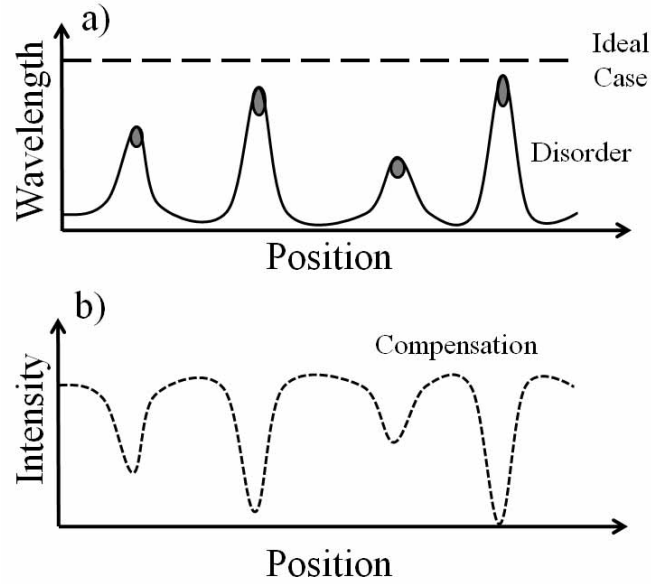 a)
Ideal
Case
Wavelength
Disorder
Position
b)
Compensation
Intensity
Position